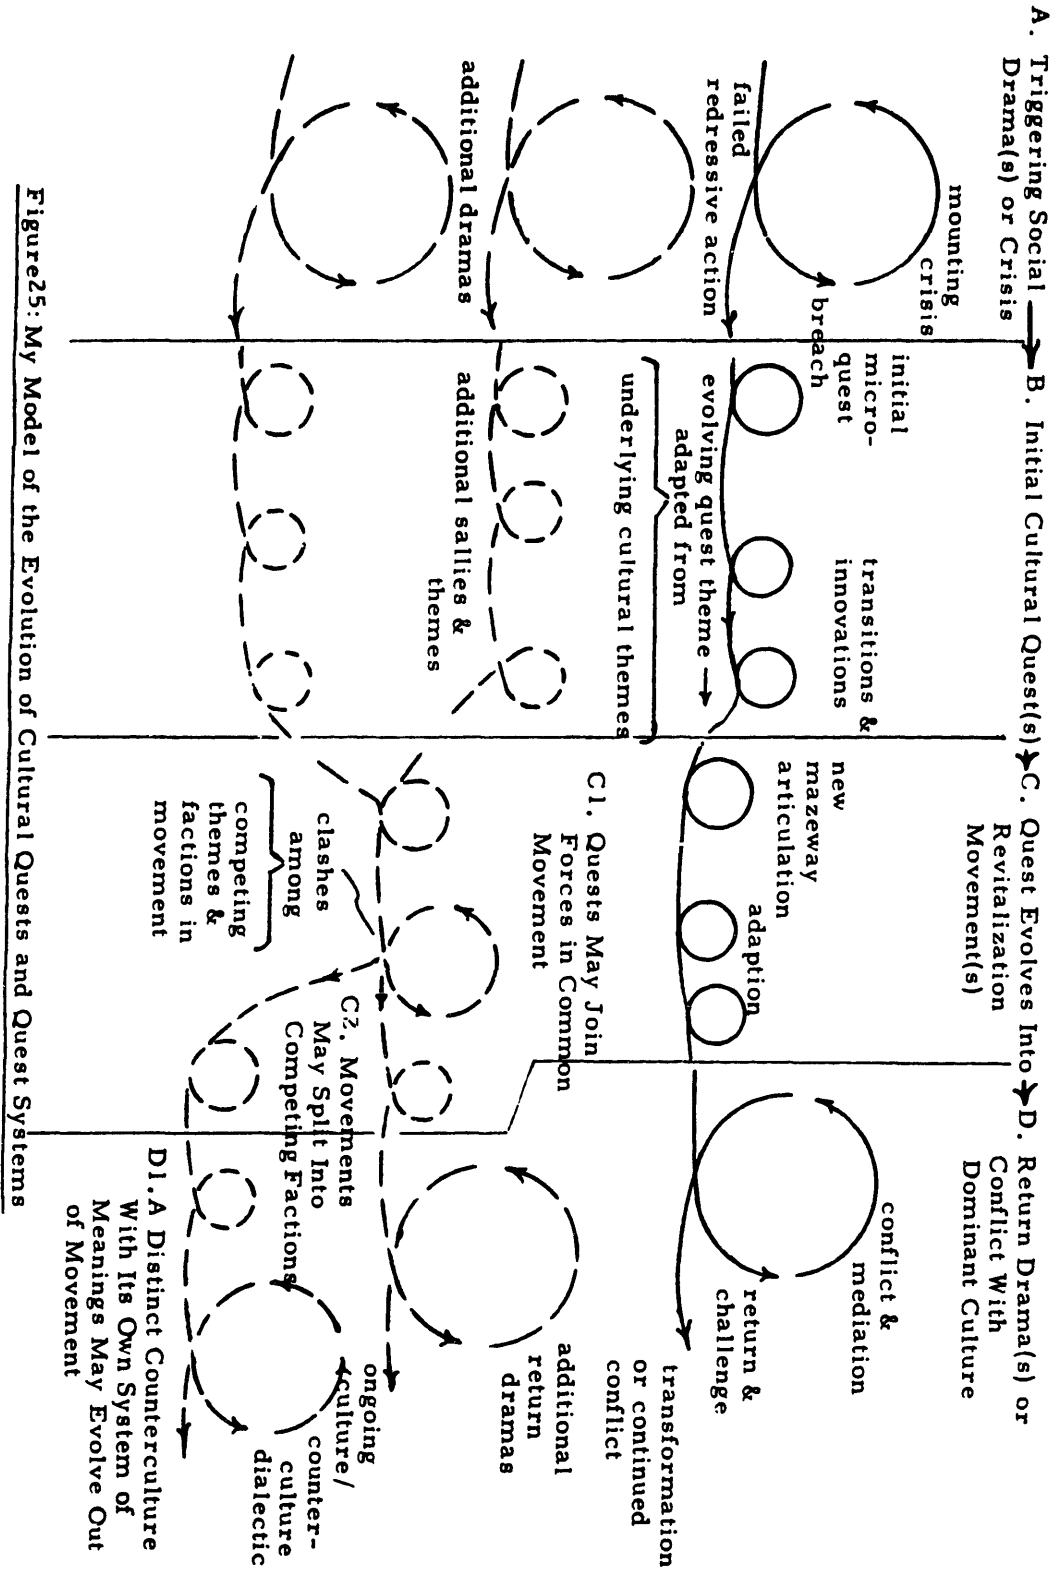 A. Triggering Social
Drama(s) or Crisis
B. Initial Cultural Quest(s)
C. Quest Evolves Into
Revitalization
Movement(s)
D. Return Drama(s) or
Conflict With
Dominant Culture
mounting
crisis
breach
failed
redressive action
initial
micro-
quest
transitions &
innovations
evolving quest theme
adapted from
underlying cultural themes
new
mazeway
articulation
adaption
conflict &
mediation
return &
challenge
transformation
or continued
conflict
additional dramas
additional sallies &
themes
C1. Quests May Join
Forces in Common
Movement
additional
return
dramas
clashes
among
competing
themes &
factions in
movement
C2. Movements
May Split Into
Competing Factions
ongoing
culture/
counter-
culture
dialectic
D1. A Distinct Counterculture
With Its Own System of
Meanings May Evolve Out
of Movement
Figure25: My Model of the Evolution of Cultural Quests and Quest Systems